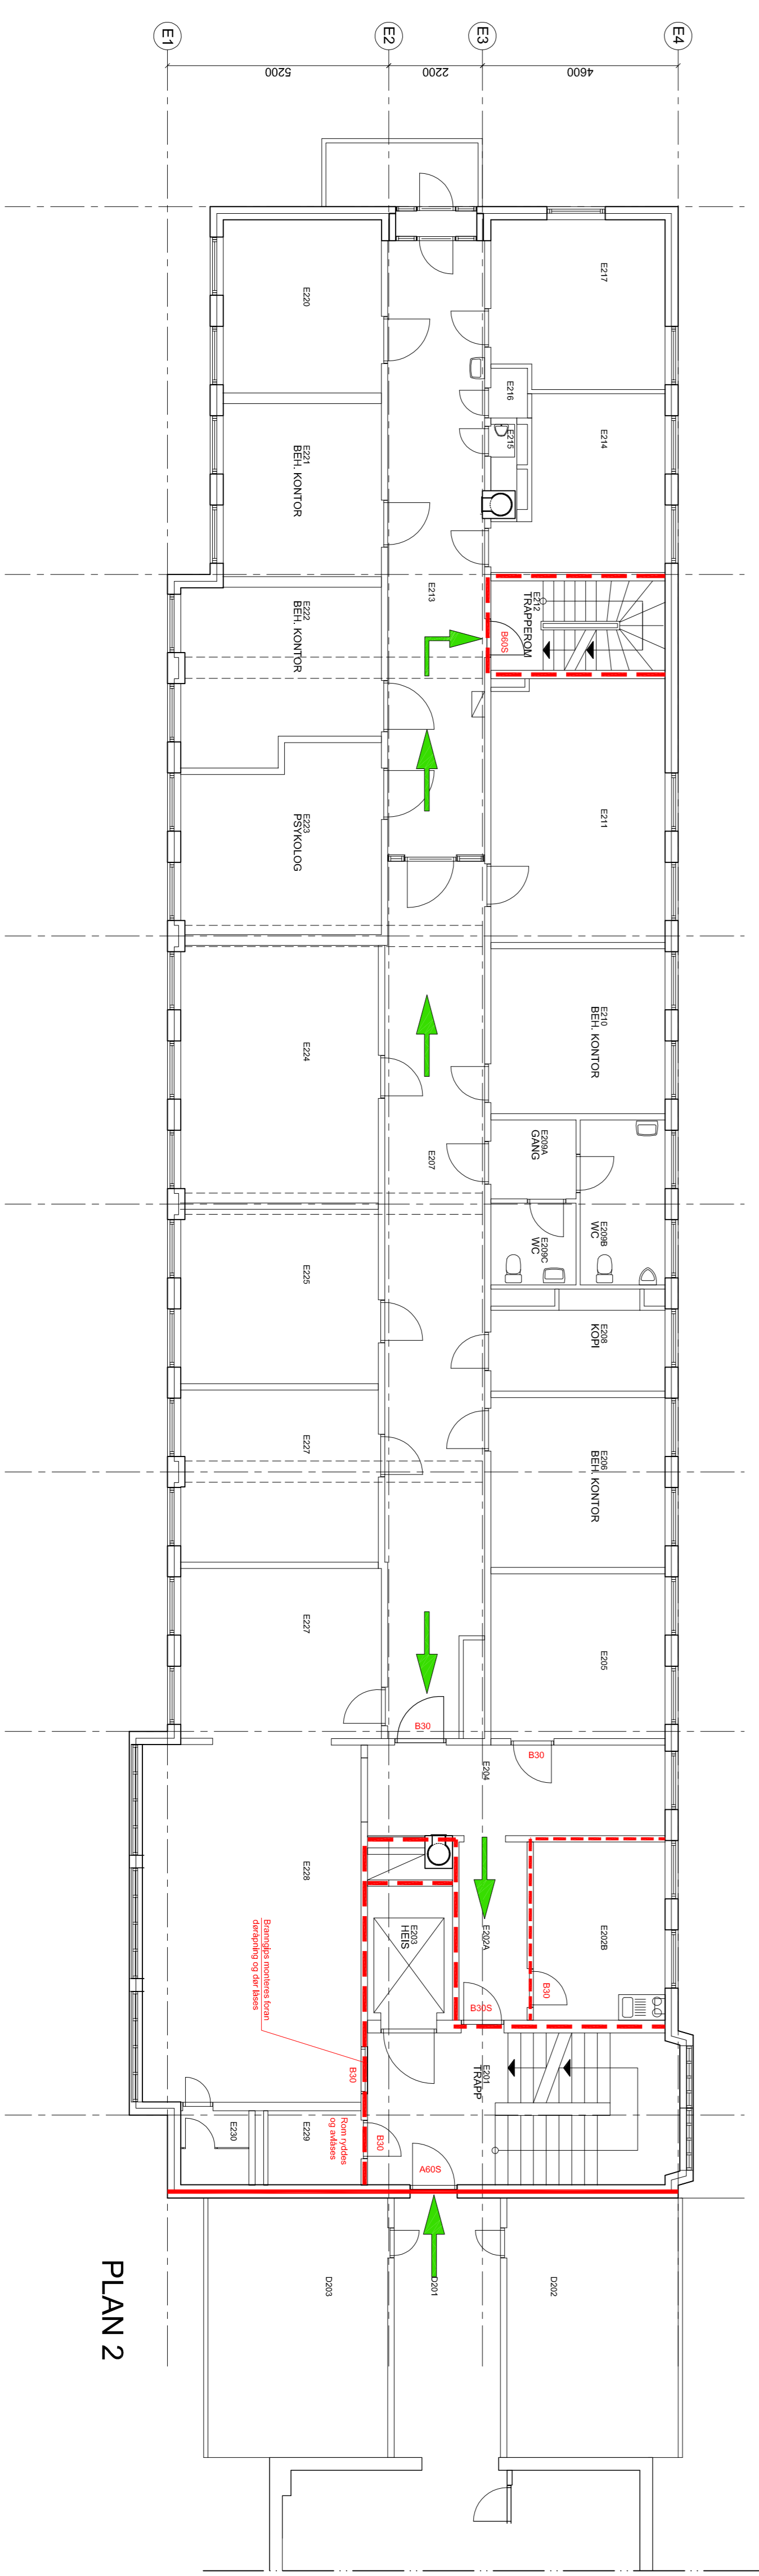 E1
E2
E3
E4
5200
2200
4600
E217
E220
E216
E215
E214
E221
BEH. KONTOR
E213
E212
TRAPPEROM
B60S
E222
BEH. KONTOR
E211
E223
PSYKOLOG
E210
BEH. KONTOR
E224
E207
E209A
GANG
E209B
WC
E209C
WC
E225
E208
KOPI
E227
E206
BEH. KONTOR
E227
E205
B30
B30
E204
E228
E203
HEIS
E202A
E202B
B30
B30S
Branngips monteres foran
døråpning og dør låses
B30
E201
TRAPP
E230
E229
Rom ryddes
og avlåses
B30
A60S
D203
D201
D202
PLAN 2